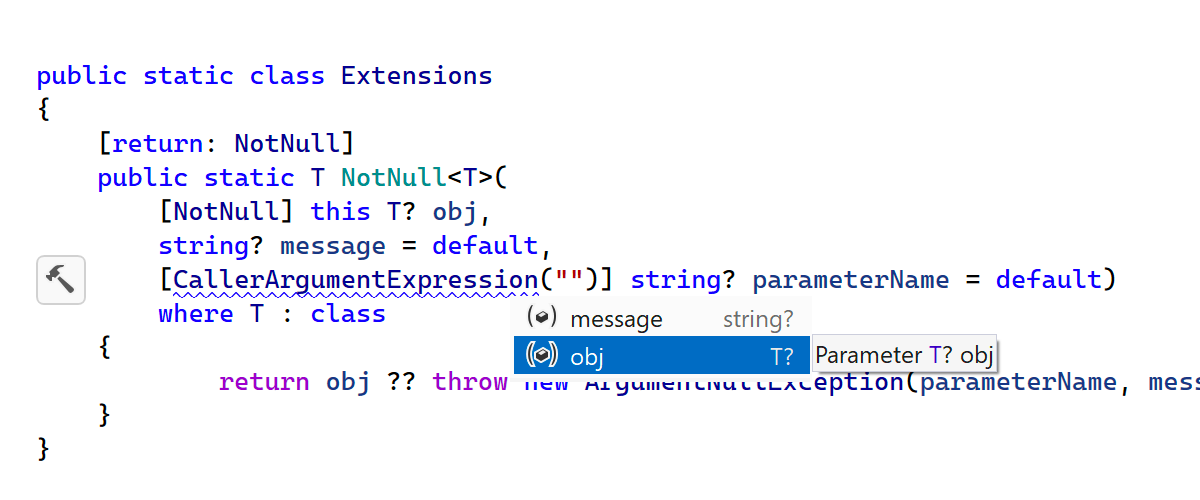 public static class Extensions
{
    [return: NotNull]
    public static T NotNull<T>(
        [NotNull] this T? obj,
        string? message = default,
        [CallerArgumentExpression("")] string? parameterName = default)
        where T : class
message string?
    {
obj T? Parameter T? obj
            return obj ?? throw new ArgumentNullException(parameterName, mess
    }
}